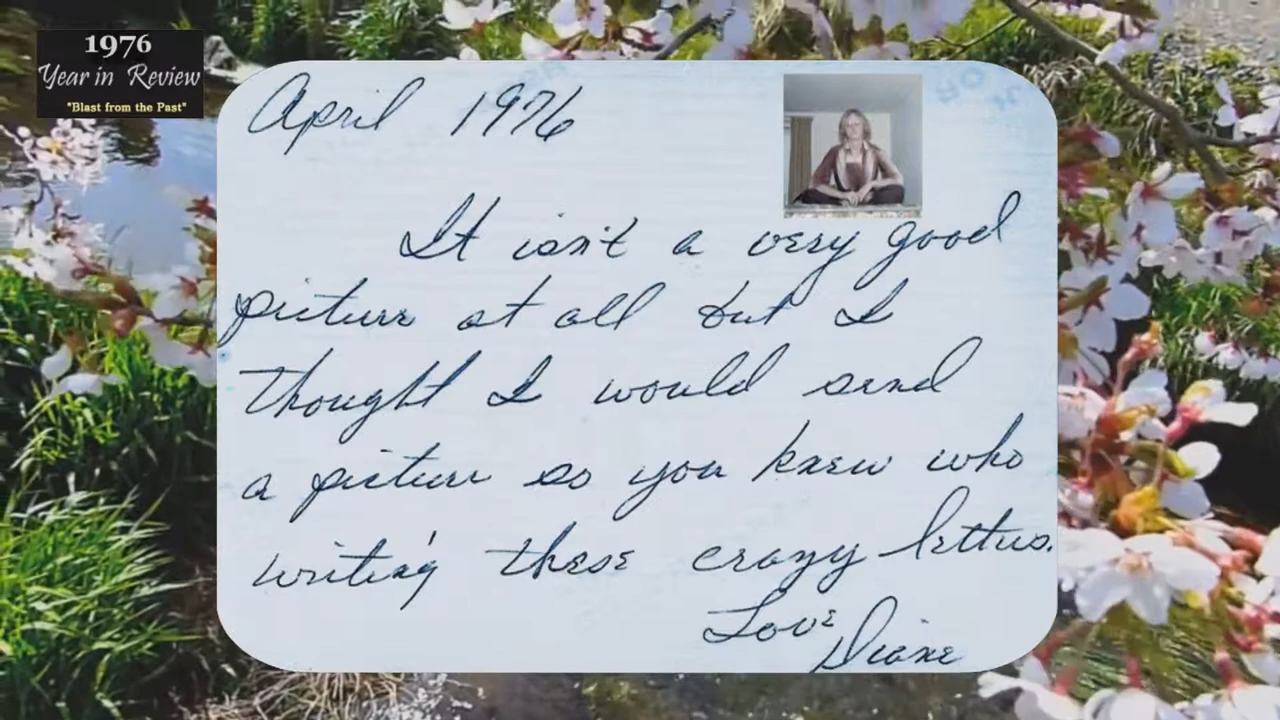 1976
Year in Review
"Blast from the Past"
April 1976
It isn't a very good
picture at all but I
thought I would send
a picture so you knew who
writing these crazy letters.
Love
Diane